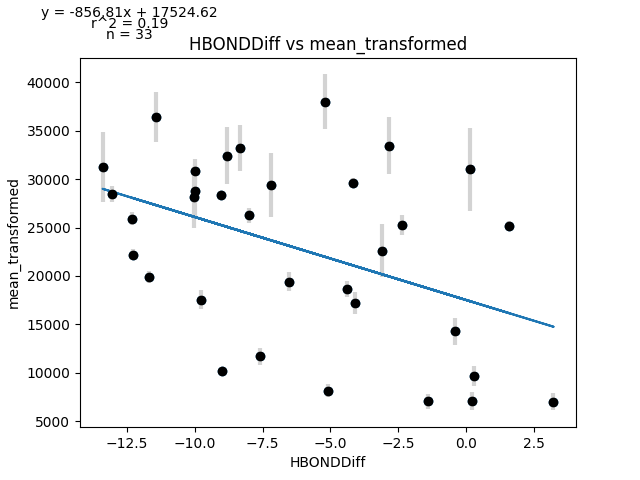 y = -856.81x + 17524.62
r^2 = 0.19
n = 33
HBONDDiff vs mean_transformed
40000
35000
30000
25000
20000
15000
10000
5000
mean_transformed
−12.5 −10.0 −7.5 −5.0 −2.5 0.0 2.5
HBONDDiff